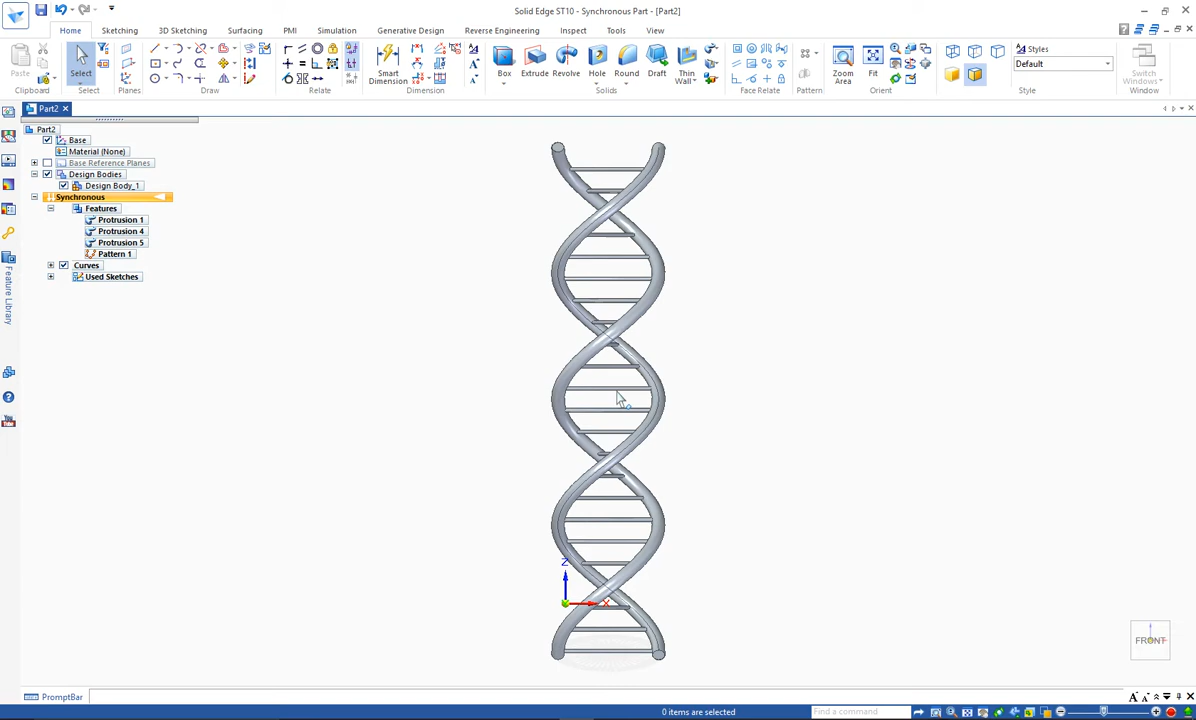 Solid Edge ST10 - Synchronous Part - [Part2]
Home Sketching 3D Sketching Surfacing PMI Simulation Generative Design Reverse Engineering Inspect Tools View
Paste
Select
Smart
Dimension
Box
Extrude
Revolve
Hole
Round
Draft
Thin
Wall
Zoom
Area
Fit
Styles
Default
Switch
Windows
Clipboard Select Planes Draw Relate Dimension Solids Face Relate Pattern Orient Style Window
Part2
Part2
Base
Material (None)
Base Reference Planes
Design Bodies
Design Body_1
Synchronous
Features
Protrusion 1
Protrusion 4
Protrusion 5
Pattern 1
Curves
Used Sketches
Feature Library
You
Tube
Z
X
FRONT
PromptBar
0 items are selected
Find a command